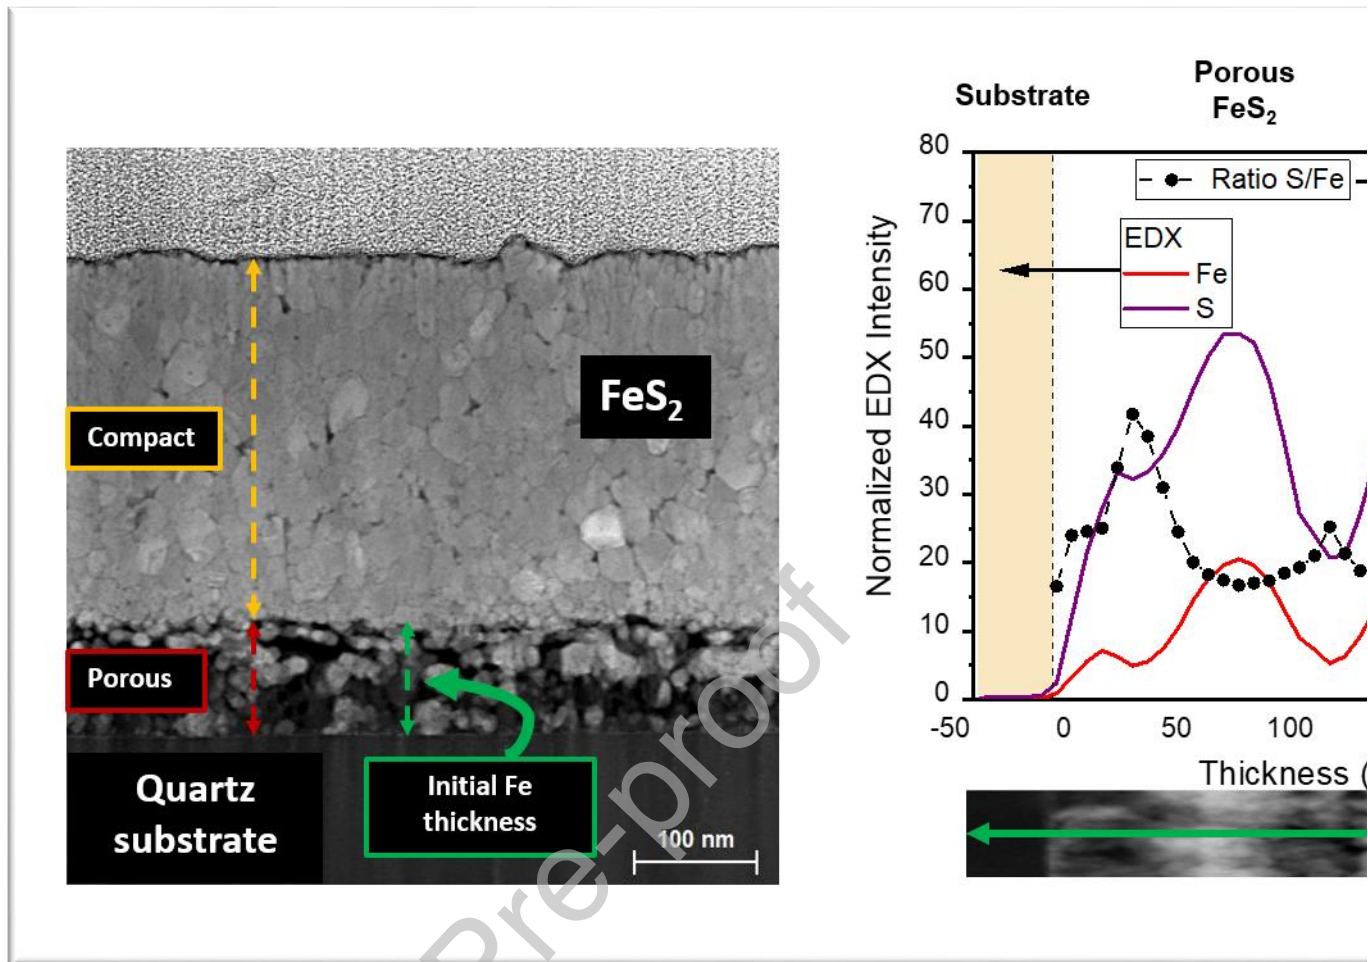 FeS₂
Compact
Porous
Quartz
substrate
Initial Fe
thickness
100 nm
Pre-proof
Substrate
Porous
FeS₂
Ratio S/Fe
EDX
Fe
S
Normalized EDX Intensity
80
70
60
50
40
30
20
10
0
-50 0 50 100
Thickness (